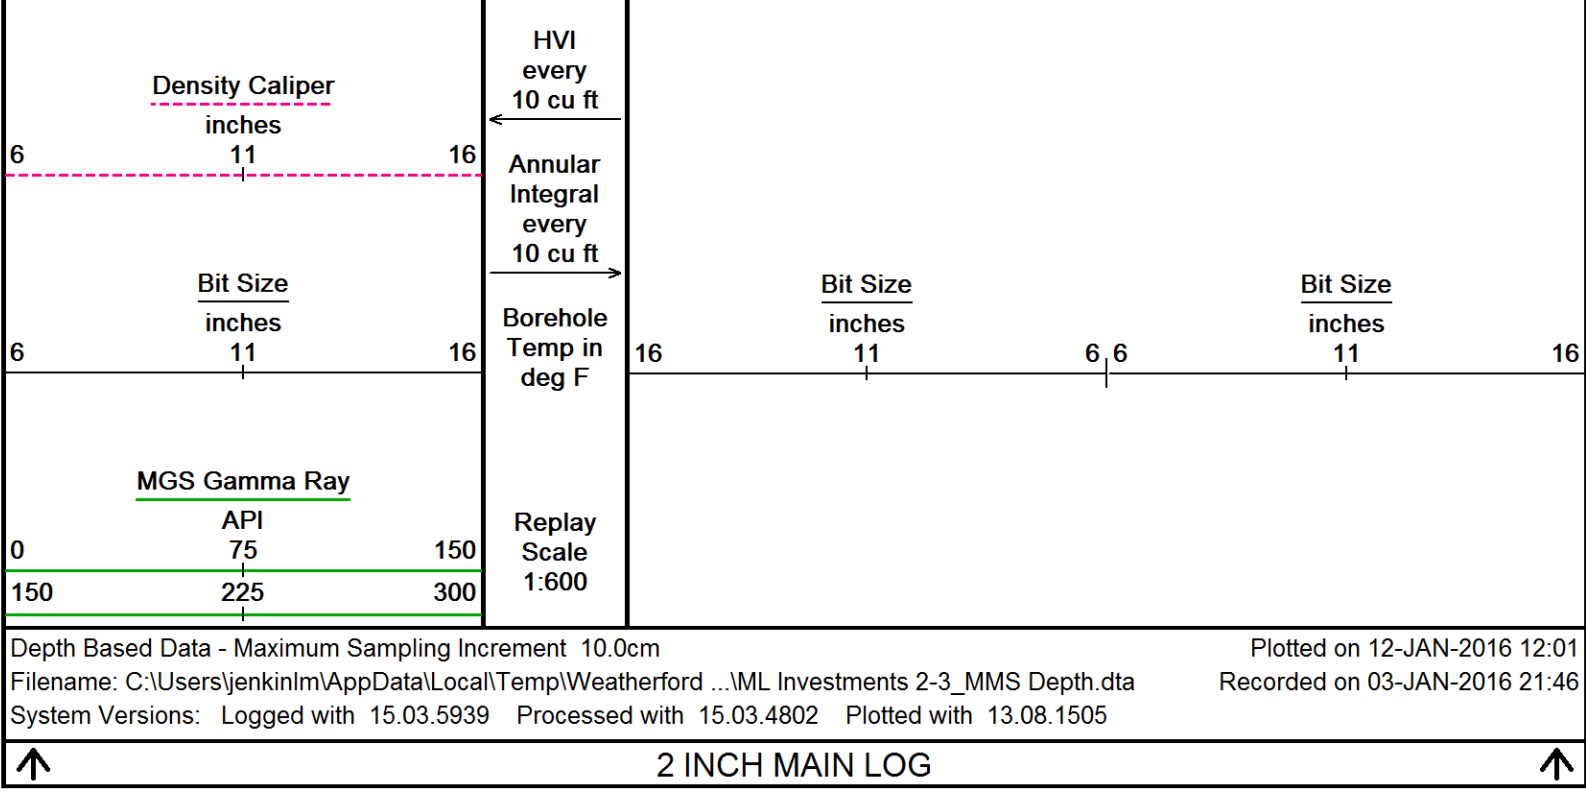 Density Caliper
inches
6 11 16
Bit Size
inches
6 11 16
MGS Gamma Ray
API
0 75 150
150 225 300
HVI
every
10 cu ft
Annular
Integral
every
10 cu ft
Borehole
Temp in
deg F
Replay
Scale
1:600
Bit Size
inches
16 11 6
Bit Size
inches
6 11 16
Depth Based Data - Maximum Sampling Increment 10.0cm
Plotted on 12-JAN-2016 12:01
Filename: C:\Users\jenkinlm\AppData\Local\Temp\Weatherford ...\ML Investments 2-3_MMS Depth.dta
Recorded on 03-JAN-2016 21:46
System Versions: Logged with 15.03.5939 Processed with 15.03.4802 Plotted with 13.08.1505
2 INCH MAIN LOG